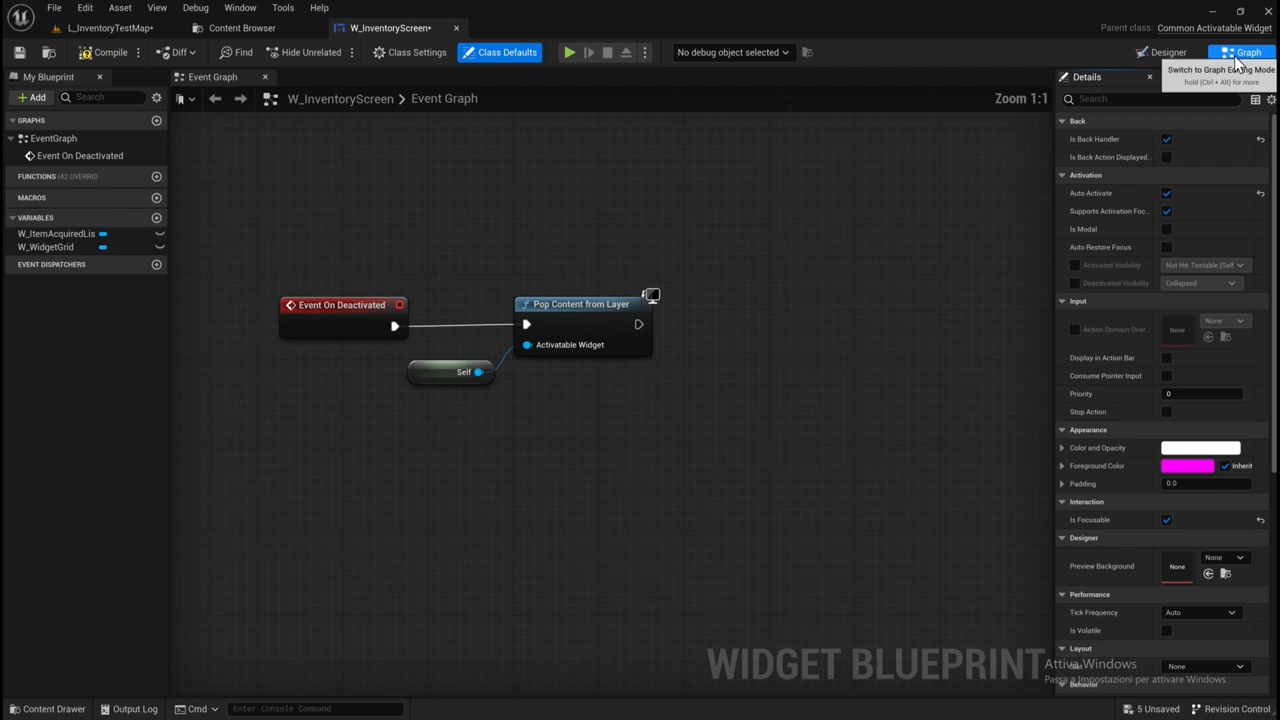 File Edit Asset View Debug Window Tools Help
L_InventoryTestMap• Content Browser W_InventoryScreen•
Parent class: Common Activatable Widget
Compile Diff Find Hide Unrelated Class Settings Class Defaults No debug object selected Designer Graph
Switch to Graph Editing Mode
hold (Ctrl + Alt) for more
My Blueprint
Add Search
GRAPHS
EventGraph
Event On Deactivated
FUNCTIONS (42 OVERRID
MACROS
VARIABLES
W_ItemAcquiredLis
W_WidgetGrid
EVENT DISPATCHERS
Event Graph
W_InventoryScreen > Event Graph Zoom 1:1
Event On Deactivated
Pop Content from Layer
Activatable Widget
Self
WIDGET BLUEPRINT
Details
Search
Back
Is Back Handler
Is Back Action Displayed...
Activation
Auto Activate
Supports Activation Foc...
Is Modal
Auto Restore Focus
Activated Visibility Not Hit-Testable (Self
Deactivated Visibility Collapsed
Input
Action Domain Over... None None
Display in Action Bar
Consume Pointer Input
Priority 0
Stop Action
Appearance
Color and Opacity
Foreground Color Inherit
Padding 0.0
Interaction
Is Focusable
Designer
Preview Background None None
Performance
Tick Frequency Auto
Is Volatile
Layout
None
Behavior
Attiva Windows
Passa a Impostazioni per attivare Windows.
Content Drawer Output Log Cmd Enter Console Command 5 Unsaved Revision Control